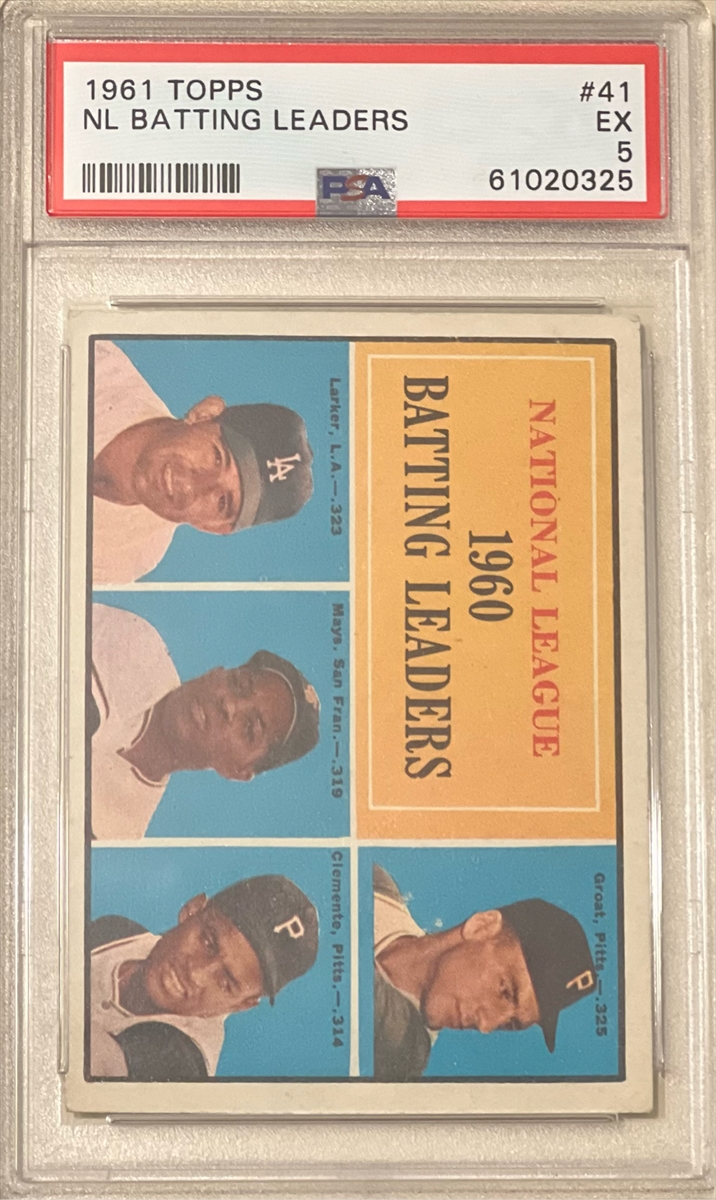 1961 TOPPS #41
NL BATTING LEADERS EX
5
PSA 61020325
NATIONAL LEAGUE
1960
BATTING LEADERS
Groat, Pitts.—.325
Larker, L.A.—.323
LA
Mays, San Fran.—.319
Clemente, Pitts.—.314
P
P